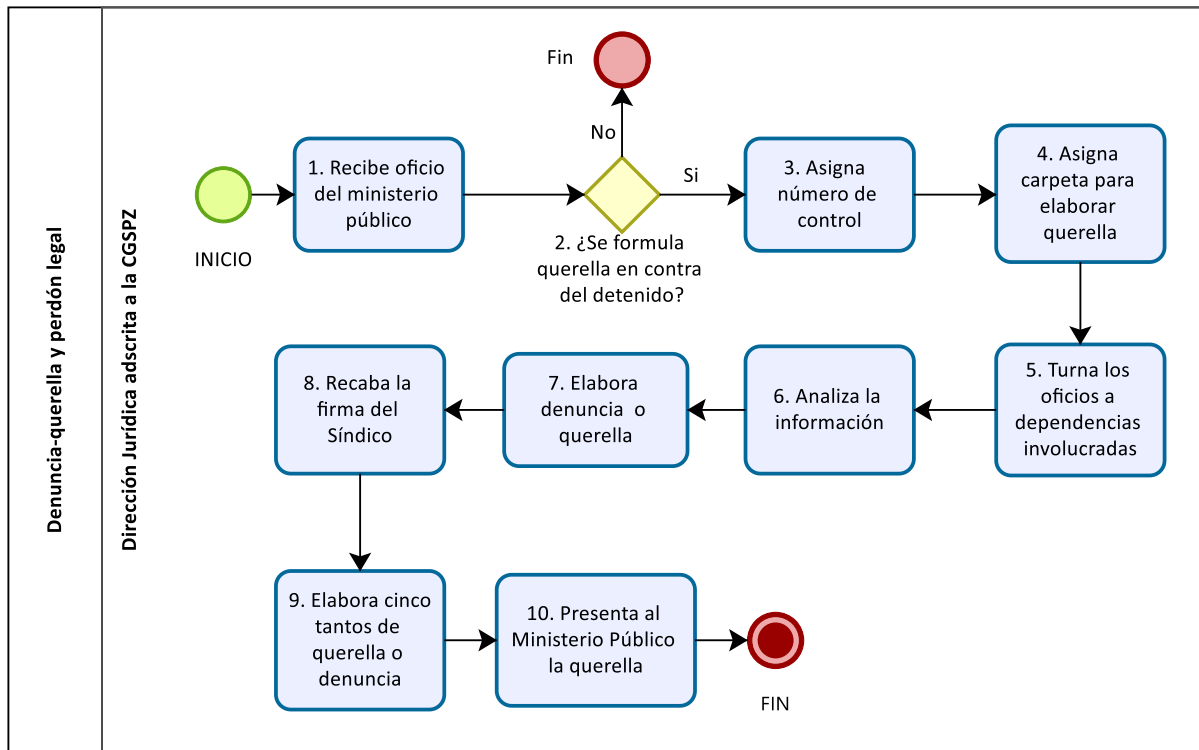 Denuncia-querella y perdón legal
Dirección Jurídica adscrita a la CGSPZ
INICIO
1. Recibe oficio
del ministerio
público
Fin
No
Si
2. ¿Se formula
querella en contra
del detenido?
3. Asigna
número de
control
4. Asigna
carpeta para
elaborar
querella
5. Turna los
oficios a
dependencias
involucradas
6. Analiza la
información
7. Elabora
denuncia o
querella
8. Recaba la
firma del
Síndico
9. Elabora cinco
tantos de
querella o
denuncia
10. Presenta al
Ministerio Público
la querella
FIN